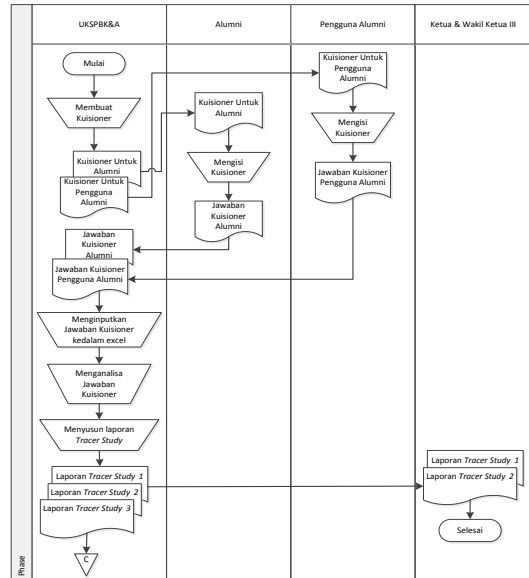 UKSPBK&A
Alumni
Pengguna Alumni
Ketua & Wakil Ketua III
Mulai
Membuat
Kuisioner
Kuisioner Untuk
Alumni
Kuisioner Untuk
Pengguna
Alumni
Kuisioner Untuk
Alumni
Mengisi
Kuisioner
Jawaban
Kuisioner
Alumni
Kuisioner Untuk
Pengguna
Alumni
Mengisi
Kuisioner
Jawaban Kuisioner
Pengguna Alumni
Jawaban
Kuisioner
Alumni
Jawaban Kuisioner
Pengguna Alumni
Menginputkan
Jawaban Kuisioner
kedalam excel
Menganalisa
Jawaban
Kuisioner
Menyusun laporan
Tracer Study
Laporan Tracer Study 1
Laporan Tracer Study 2
Laporan Tracer Study 3
C
Laporan Tracer Study 1
Laporan Tracer Study 2
Selesai
Phase